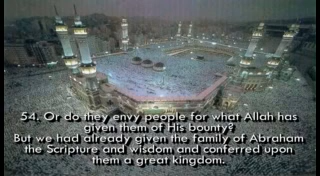 54. Or do they envy people for what Allah has
given them of His bounty?
But we had already given the family of Abraham
the Scripture and wisdom and conferred upon
them a great kingdom.